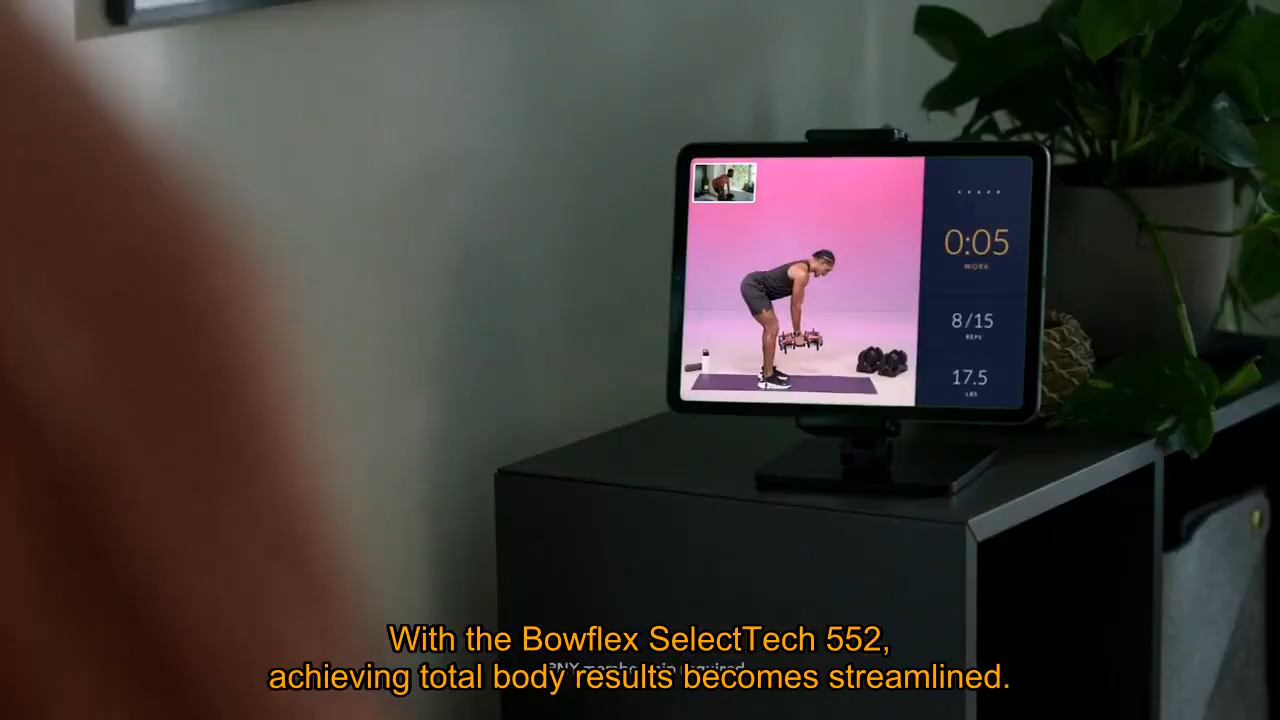 0:05
WORK
8/15
REPS
17.5
LBS
With the Bowflex SelectTech 552,
achieving total body results becomes streamlined.